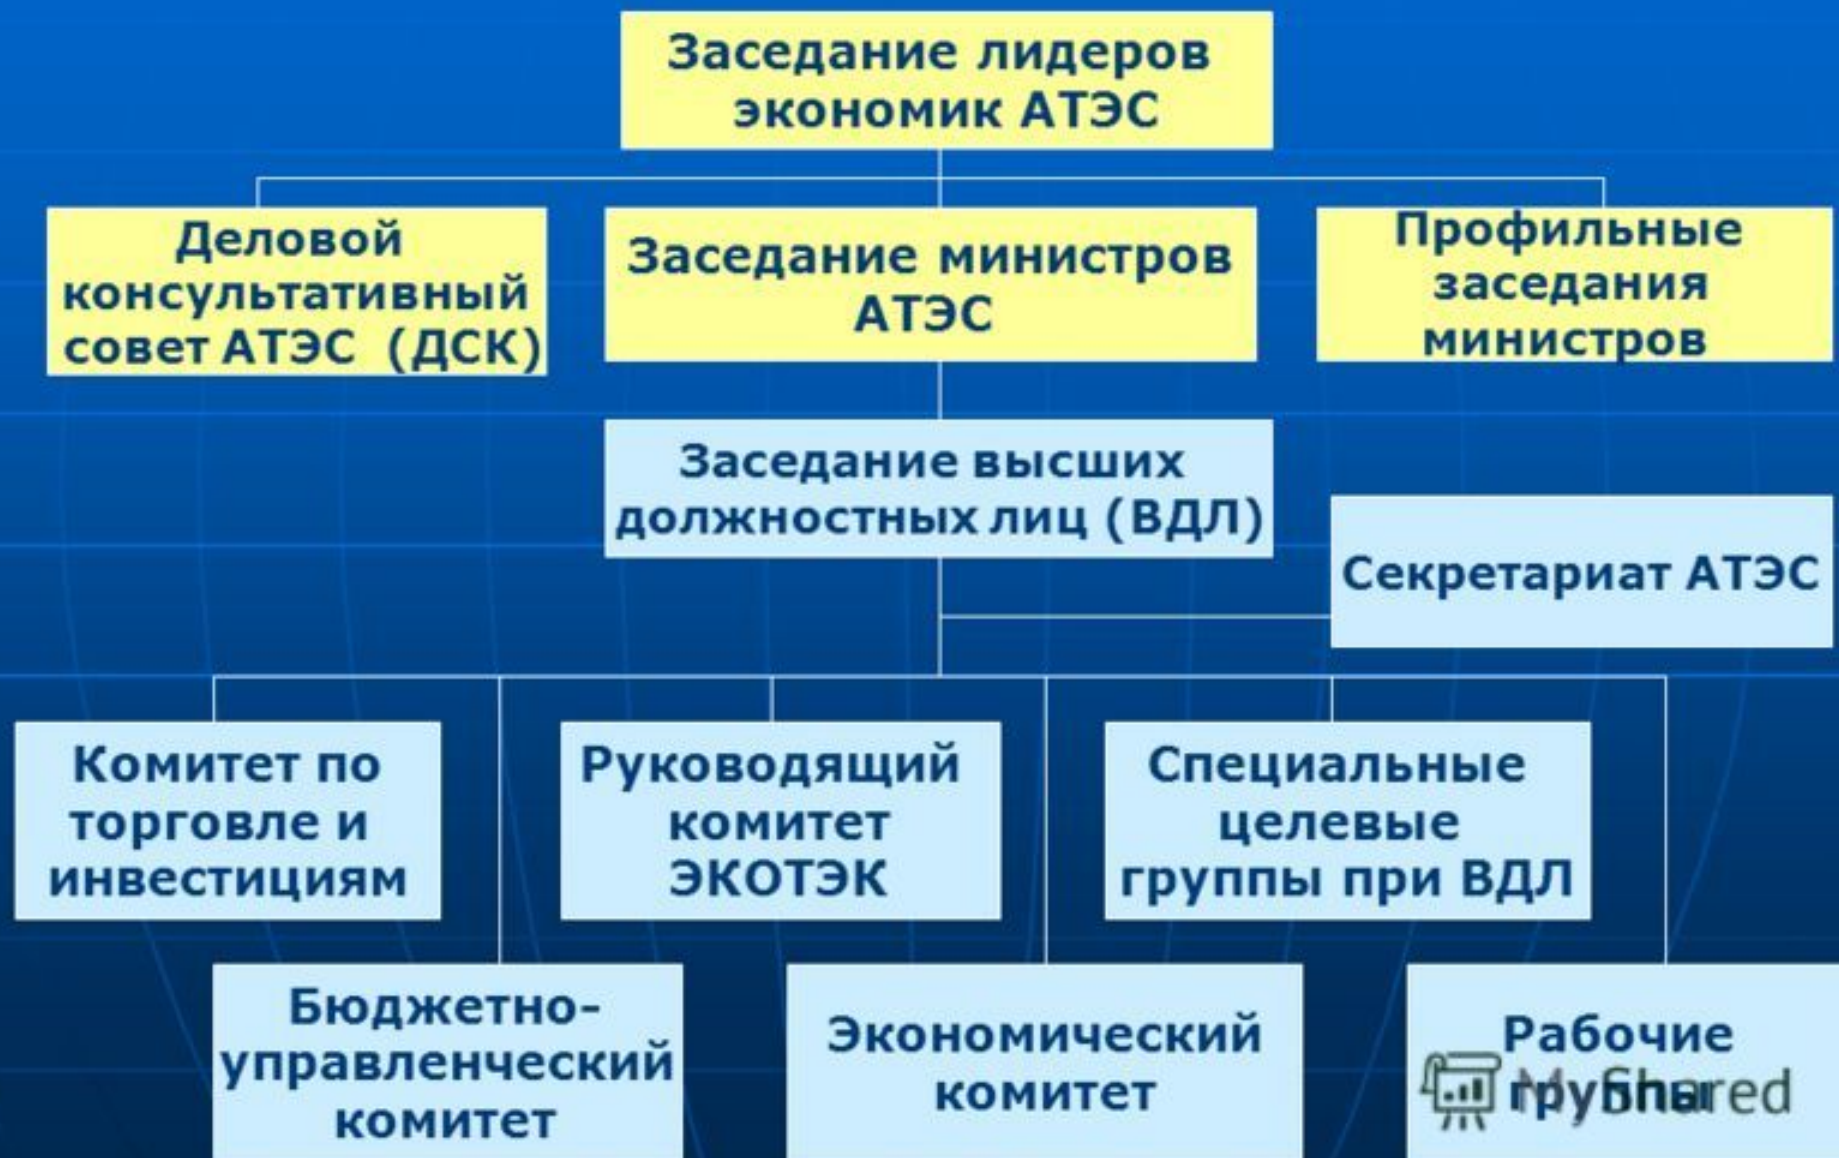 Заседание лидеров
экономик АТЭС
Деловой
консультативный
совет АТЭС (ДСК)
Заседание министров
АТЭС
Профильные
заседания
министров
Заседание высших
должностных лиц (ВДЛ)
Секретариат АТЭС
Комитет по
торговле и
инвестициям
Руководящий
комитет
ЭКОТЭК
Специальные
целевые
группы при ВДЛ
Бюджетно-
управленческий
комитет
Экономический
комитет
Рабочие
группы
MyShared